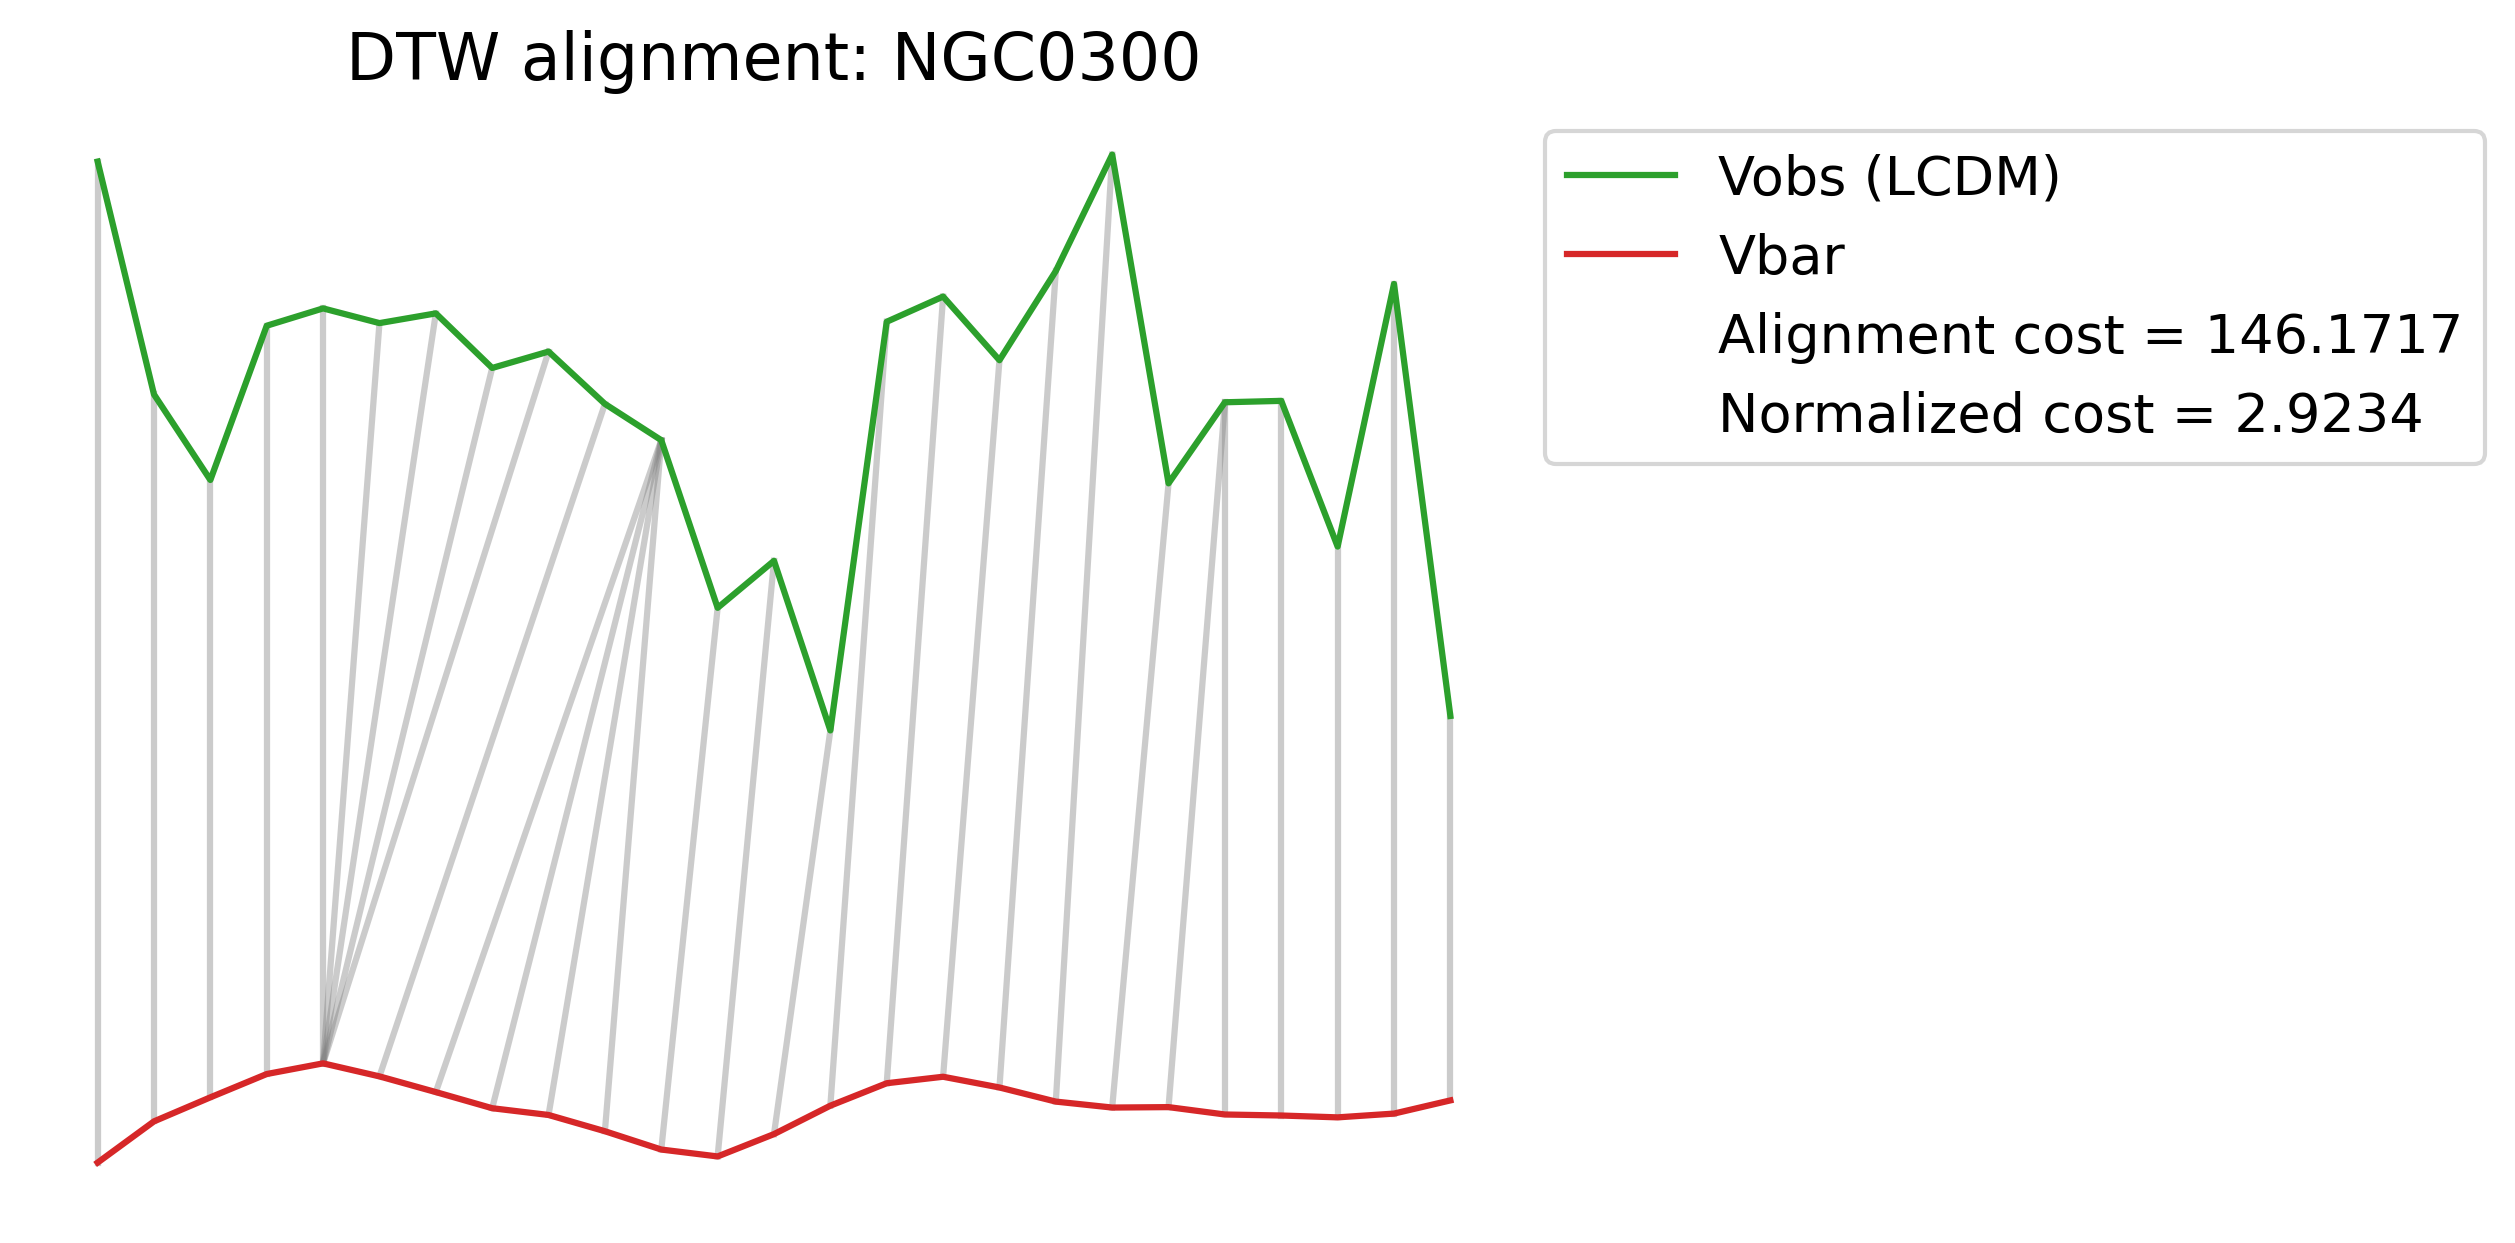 DTW alignment: NGC0300
Vobs (LCDM)
Vbar
Alignment cost = 146.1717
Normalized cost = 2.9234